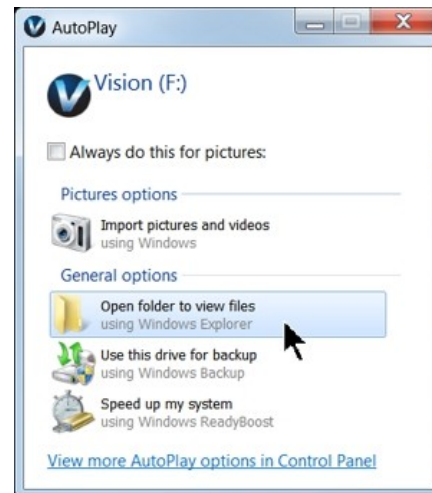 AutoPlay
Vision (F:)
Always do this for pictures:
Pictures options
Import pictures and videos
using Windows
General options
Open folder to view files
using Windows Explorer
Use this drive for backup
using Windows Backup
Speed up my system
using Windows ReadyBoost
View more AutoPlay options in Control Panel